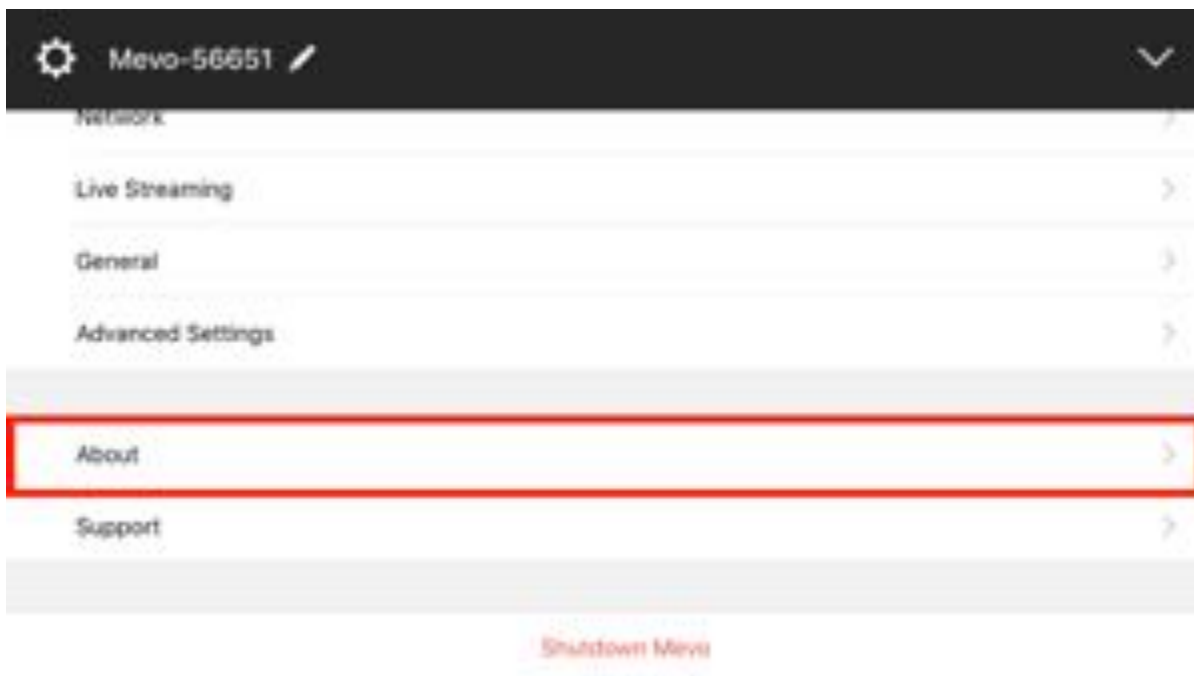 Mevo-56651
Network
Live Streaming
General
Advanced Settings
About
Support
Shutdown Mevo